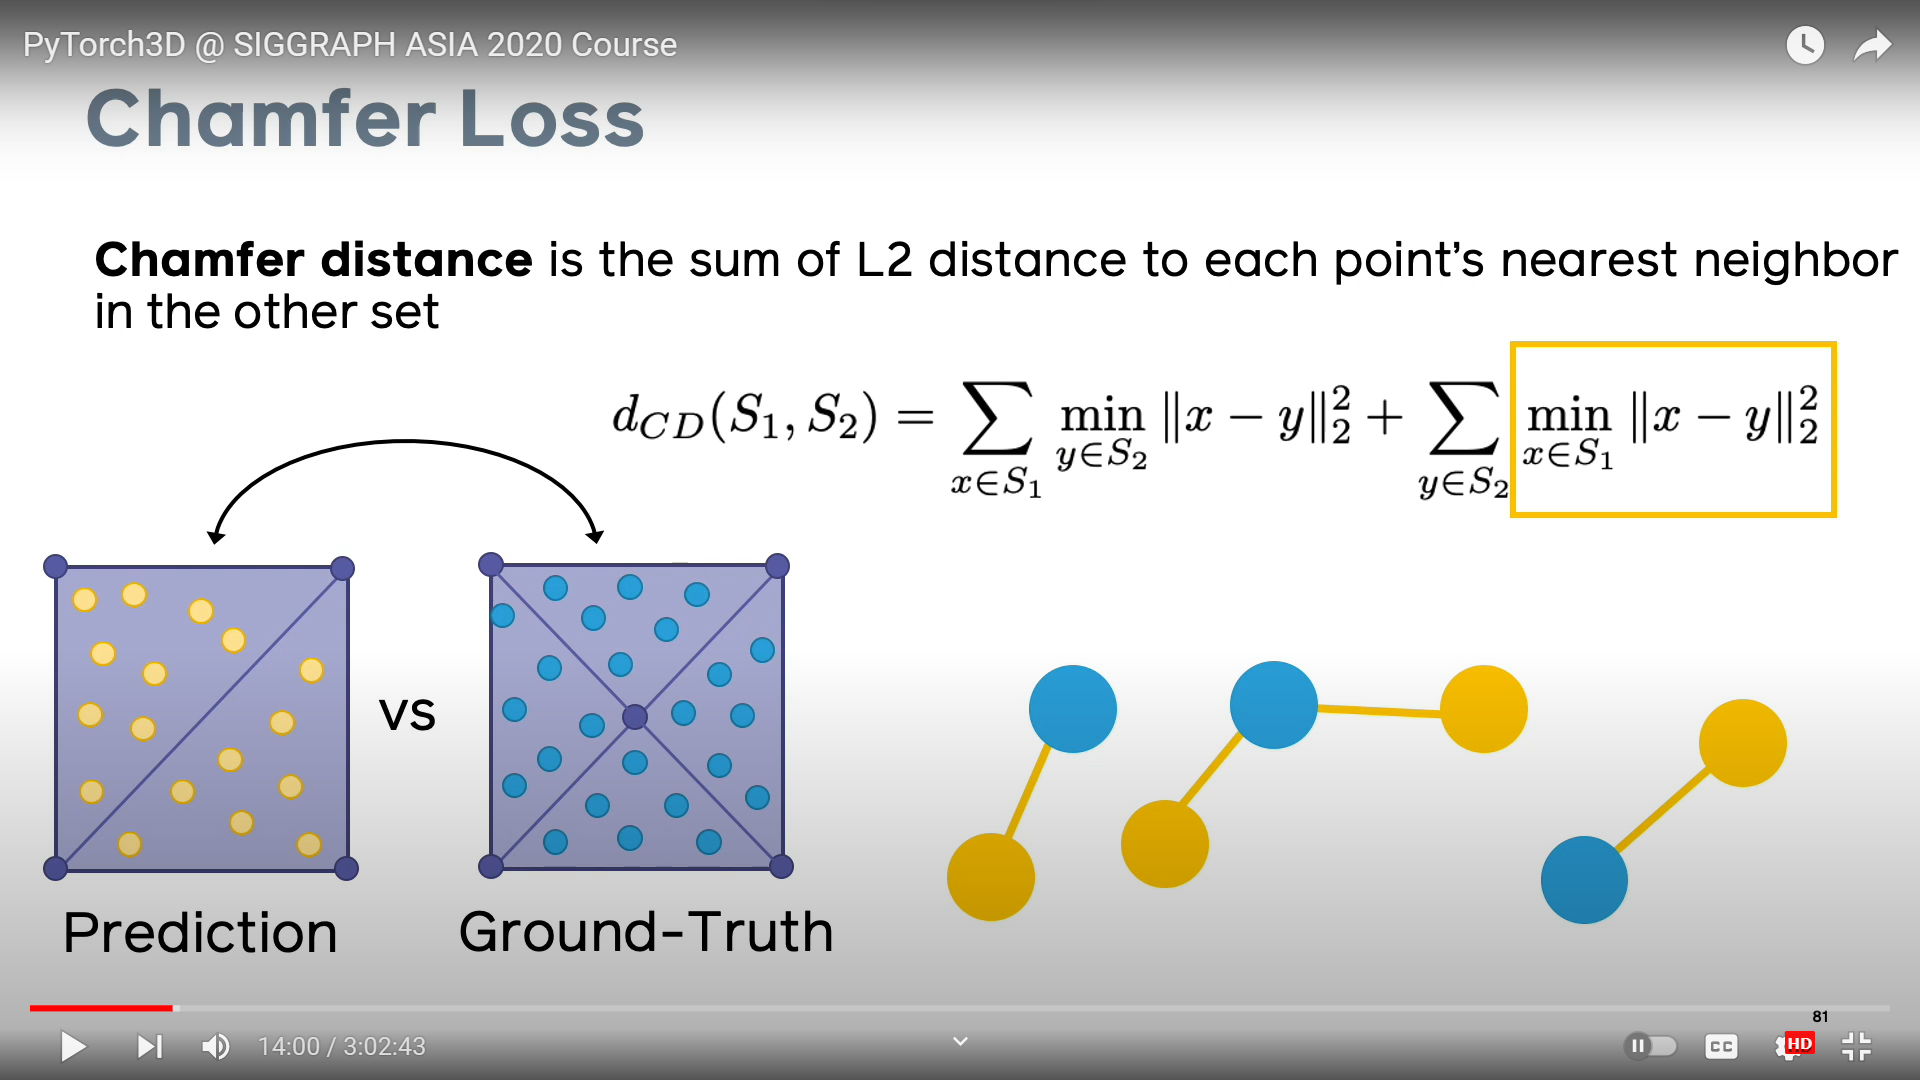 PyTorch3D @ SIGGRAPH ASIA 2020 Course
Chamfer Loss
Chamfer distance is the sum of L2 distance to each point’s nearest neighbor
in the other set
d_{CD}(S_1, S_2) = \sum_{x \in S_1} \min_{y \in S_2} \|x - y\|_2^2 + \sum_{y \in S_2} \min_{x \in S_1} \|x - y\|_2^2
vs
Prediction
Ground-Truth
81
14:00 / 3:02:43
CC
HD